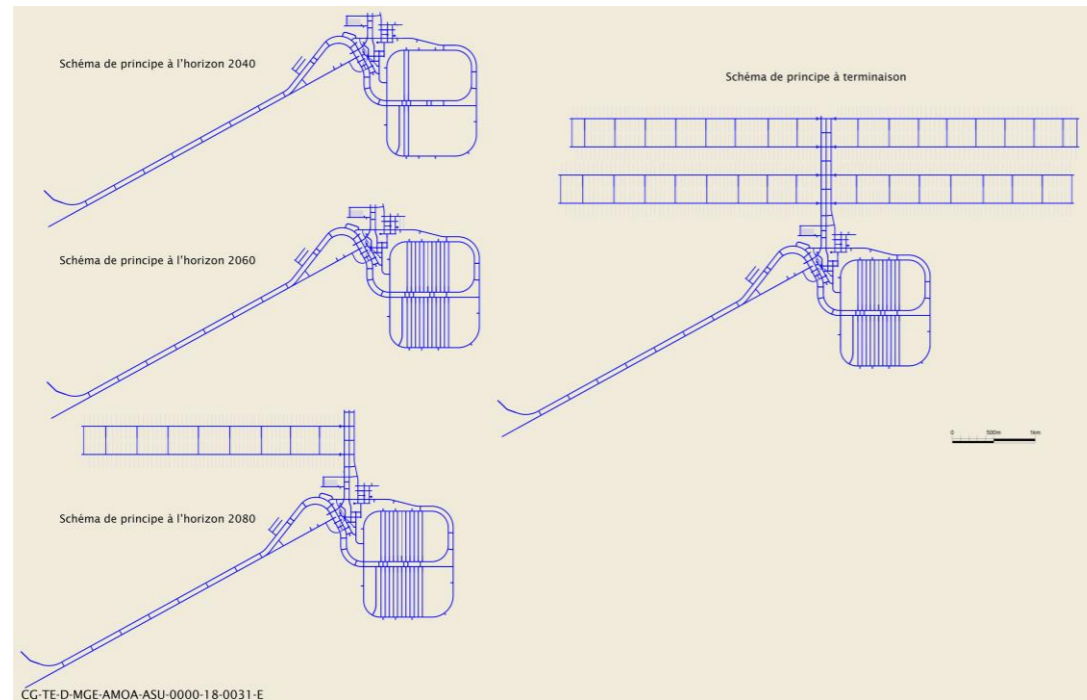 Schéma de principe à l'horizon 2040
Schéma de principe à terminaison
Schéma de principe à l'horizon 2060
0 500m 1km
Schéma de principe à l'horizon 2080
CG-TE-D-MGE-AMOA-ASU-0000-18-0031-E